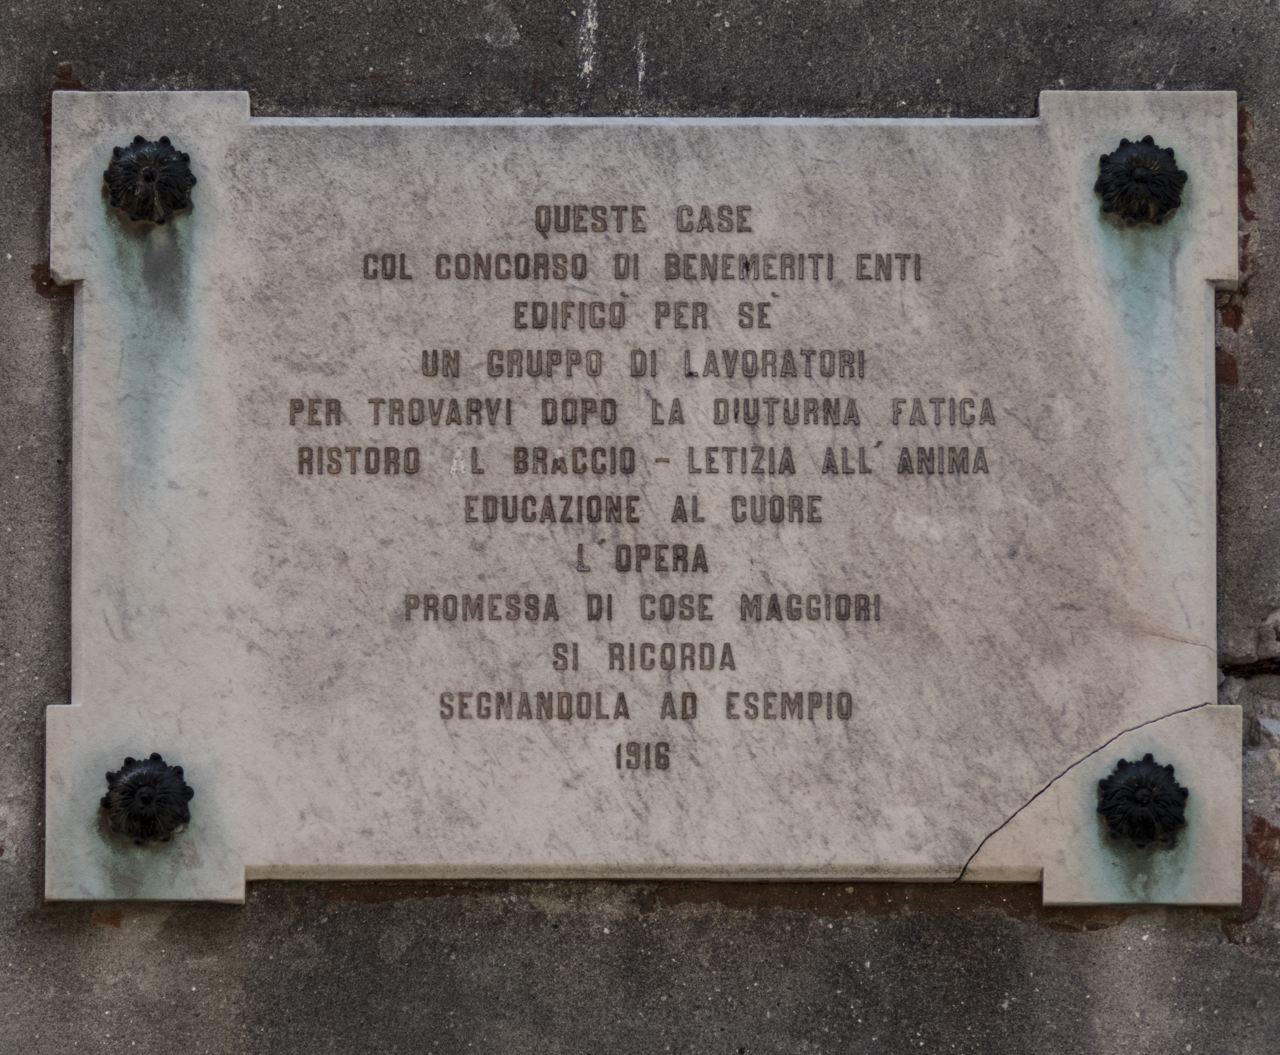 QUESTE CASE
COL CONCORSO DI BENEMERITI ENTI
EDIFICÒ PER SÈ
UN GRUPPO DI LAVORATORI
PER TROVARVI DOPO LA DIUTURNA FATICA
RISTORO AL BRACCIO - LETIZIA ALL'ANIMA
EDUCAZIONE AL CUORE
L'OPERA
PROMESSA DI COSE MAGGIORI
SI RICORDA
SEGNANDOLA AD ESEMPIO
1916